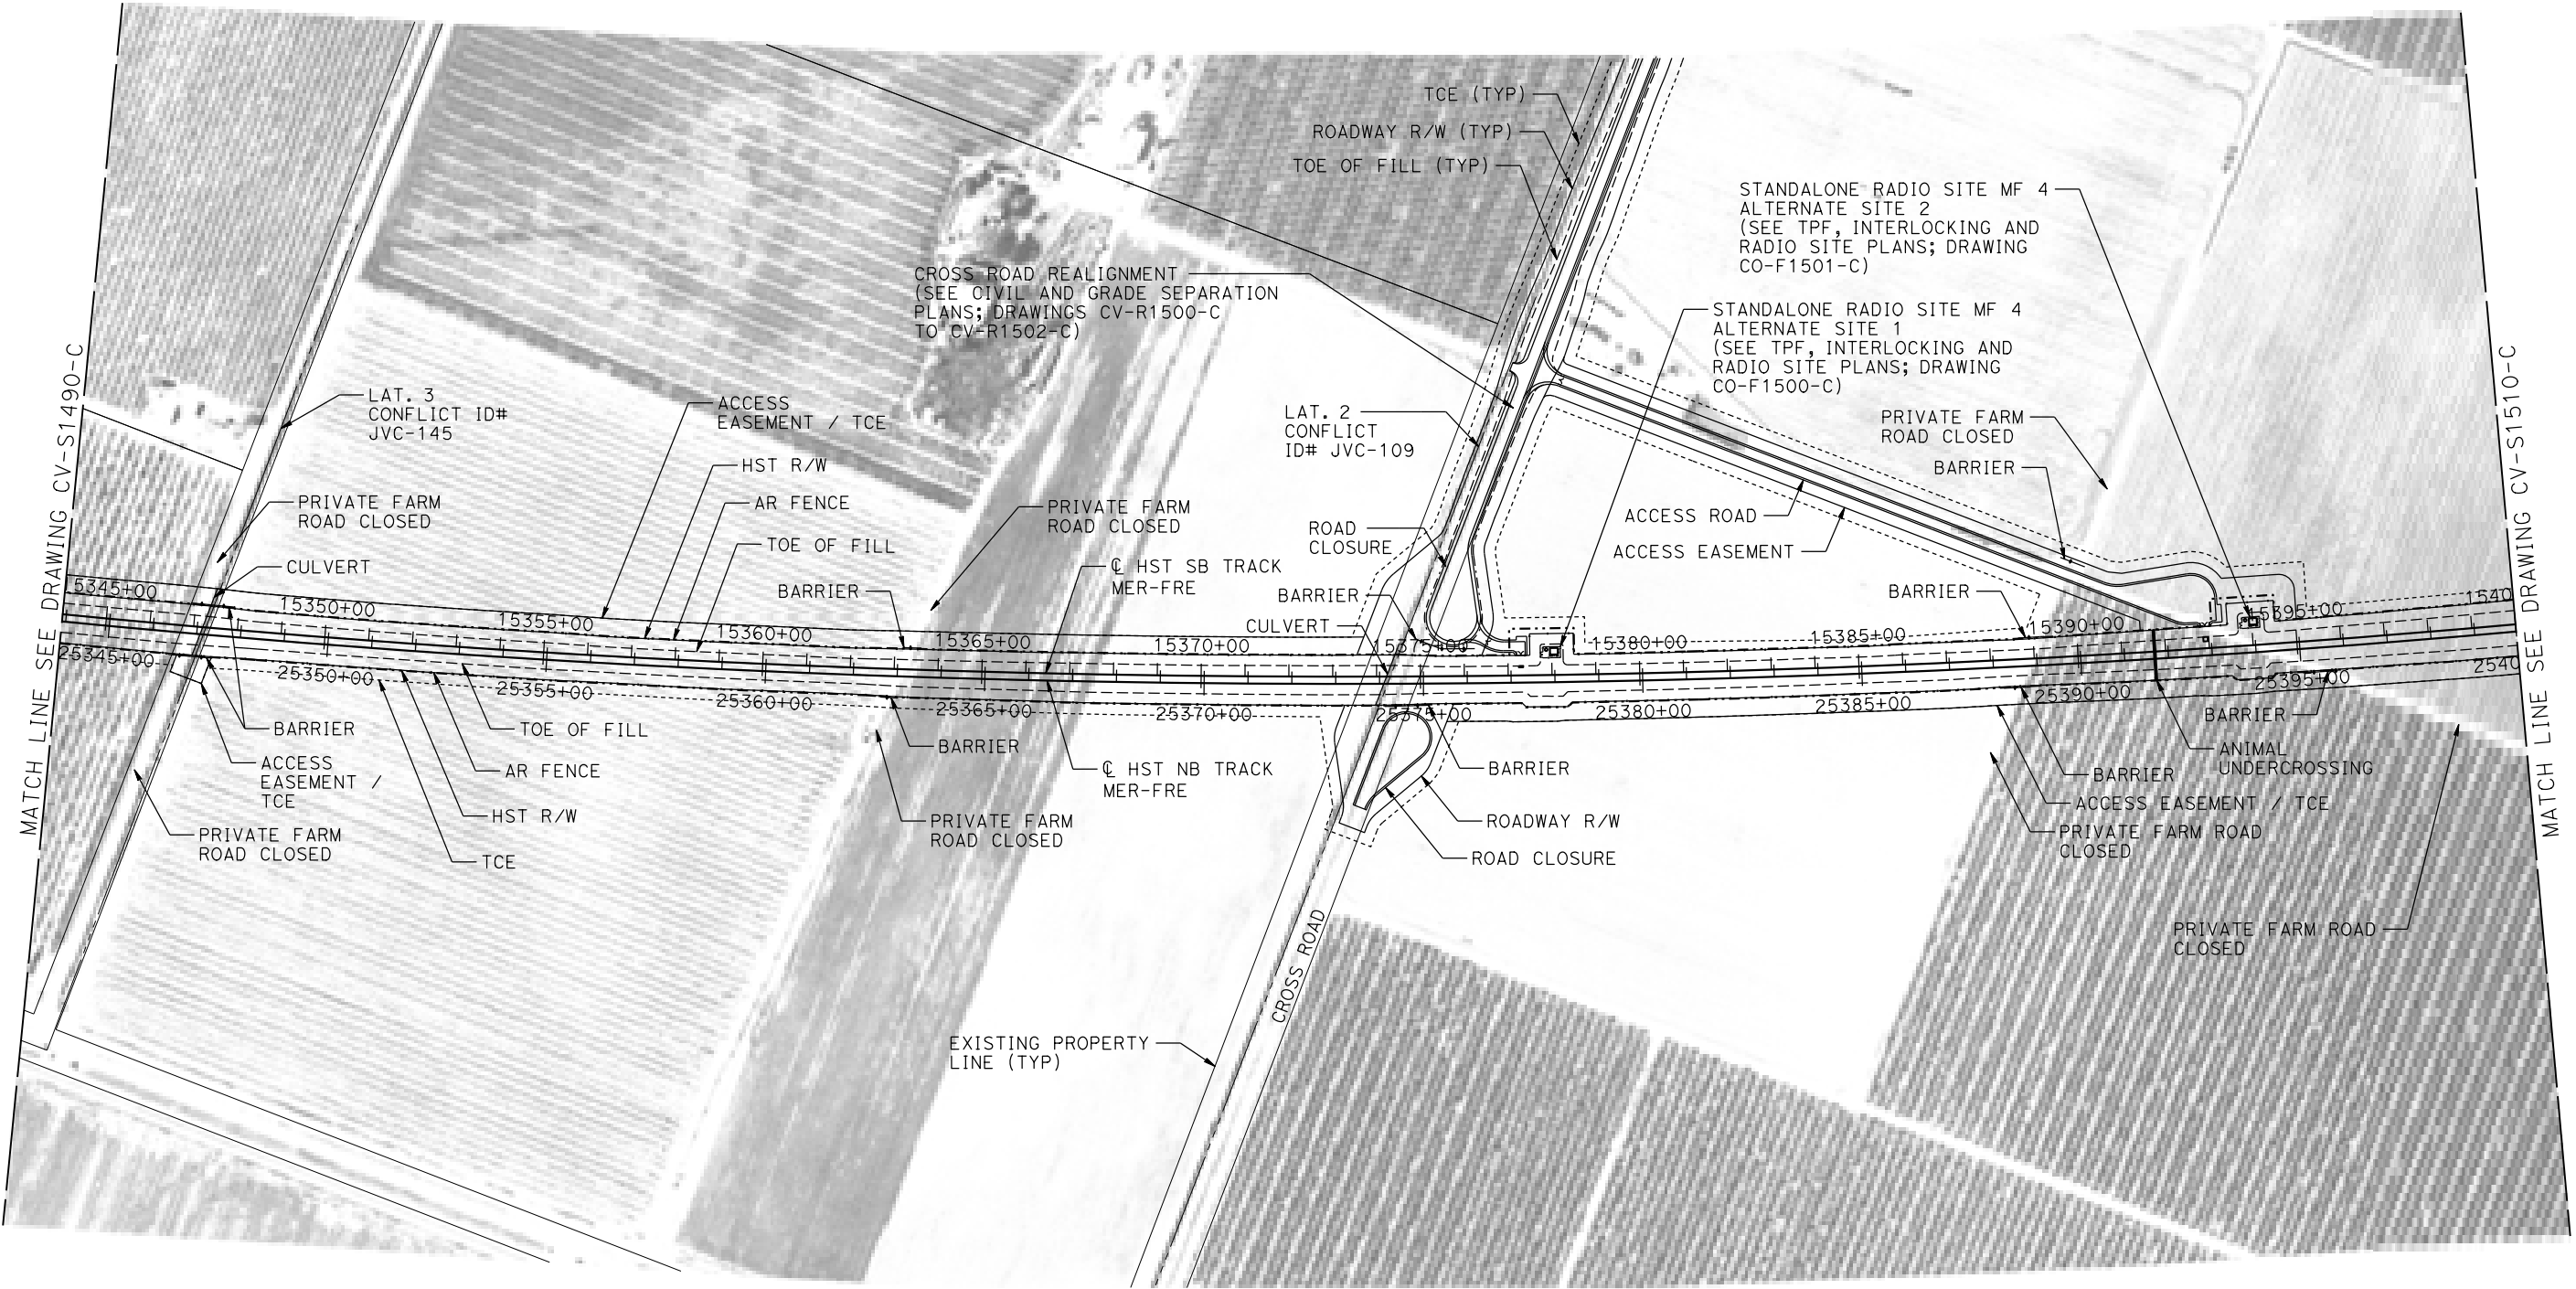 TCE (TYP)
ROADWAY R/W (TYP)
TOE OF FILL (TYP)
STANDALONE RADIO SITE MF 4
ALTERNATE SITE 2
(SEE TPF, INTERLOCKING AND
RADIO SITE PLANS; DRAWING
CO-F1501-C)
CROSS ROAD REALIGNMENT
(SEE CIVIL AND GRADE SEPARATION
PLANS; DRAWINGS CV-R1500-C
TO CV-R1502-C)
STANDALONE RADIO SITE MF 4
ALTERNATE SITE 1
(SEE TPF, INTERLOCKING AND
RADIO SITE PLANS; DRAWING
CO-F1500-C)
MATCH LINE SEE DRAWING CV-S1490-C
LAT. 3
CONFLICT ID#
JVC-145
ACCESS
EASEMENT / TCE
LAT. 2
CONFLICT
ID# JVC-109
PRIVATE FARM
ROAD CLOSED
BARRIER
MATCH LINE SEE DRAWING CV-S1510-C
HST R/W
AR FENCE
TOE OF FILL
PRIVATE FARM
ROAD CLOSED
PRIVATE FARM
ROAD CLOSED
ROAD
CLOSURE
ACCESS ROAD
ACCESS EASEMENT
CULVERT
℄ HST SB TRACK
MER-FRE
BARRIER
BARRIER
CULVERT
BARRIER
5345+00
15350+00
15355+00
15360+00
15365+00
15370+00
15375+00
15380+00
15385+00
15390+00
15395+00
1540
25345+00
25350+00
25355+00
25360+00
25365+00
25370+00
25375+00
25380+00
25385+00
25390+00
25395+00
2540
BARRIER
ACCESS
EASEMENT /
TCE
PRIVATE FARM
ROAD CLOSED
TOE OF FILL
AR FENCE
HST R/W
TCE
BARRIER
PRIVATE FARM
ROAD CLOSED
℄ HST NB TRACK
MER-FRE
BARRIER
ROADWAY R/W
ROAD CLOSURE
BARRIER
ANIMAL
UNDERCROSSING
BARRIER
ACCESS EASEMENT / TCE
PRIVATE FARM ROAD
CLOSED
PRIVATE FARM ROAD
CLOSED
CROSS ROAD
EXISTING PROPERTY
LINE (TYP)